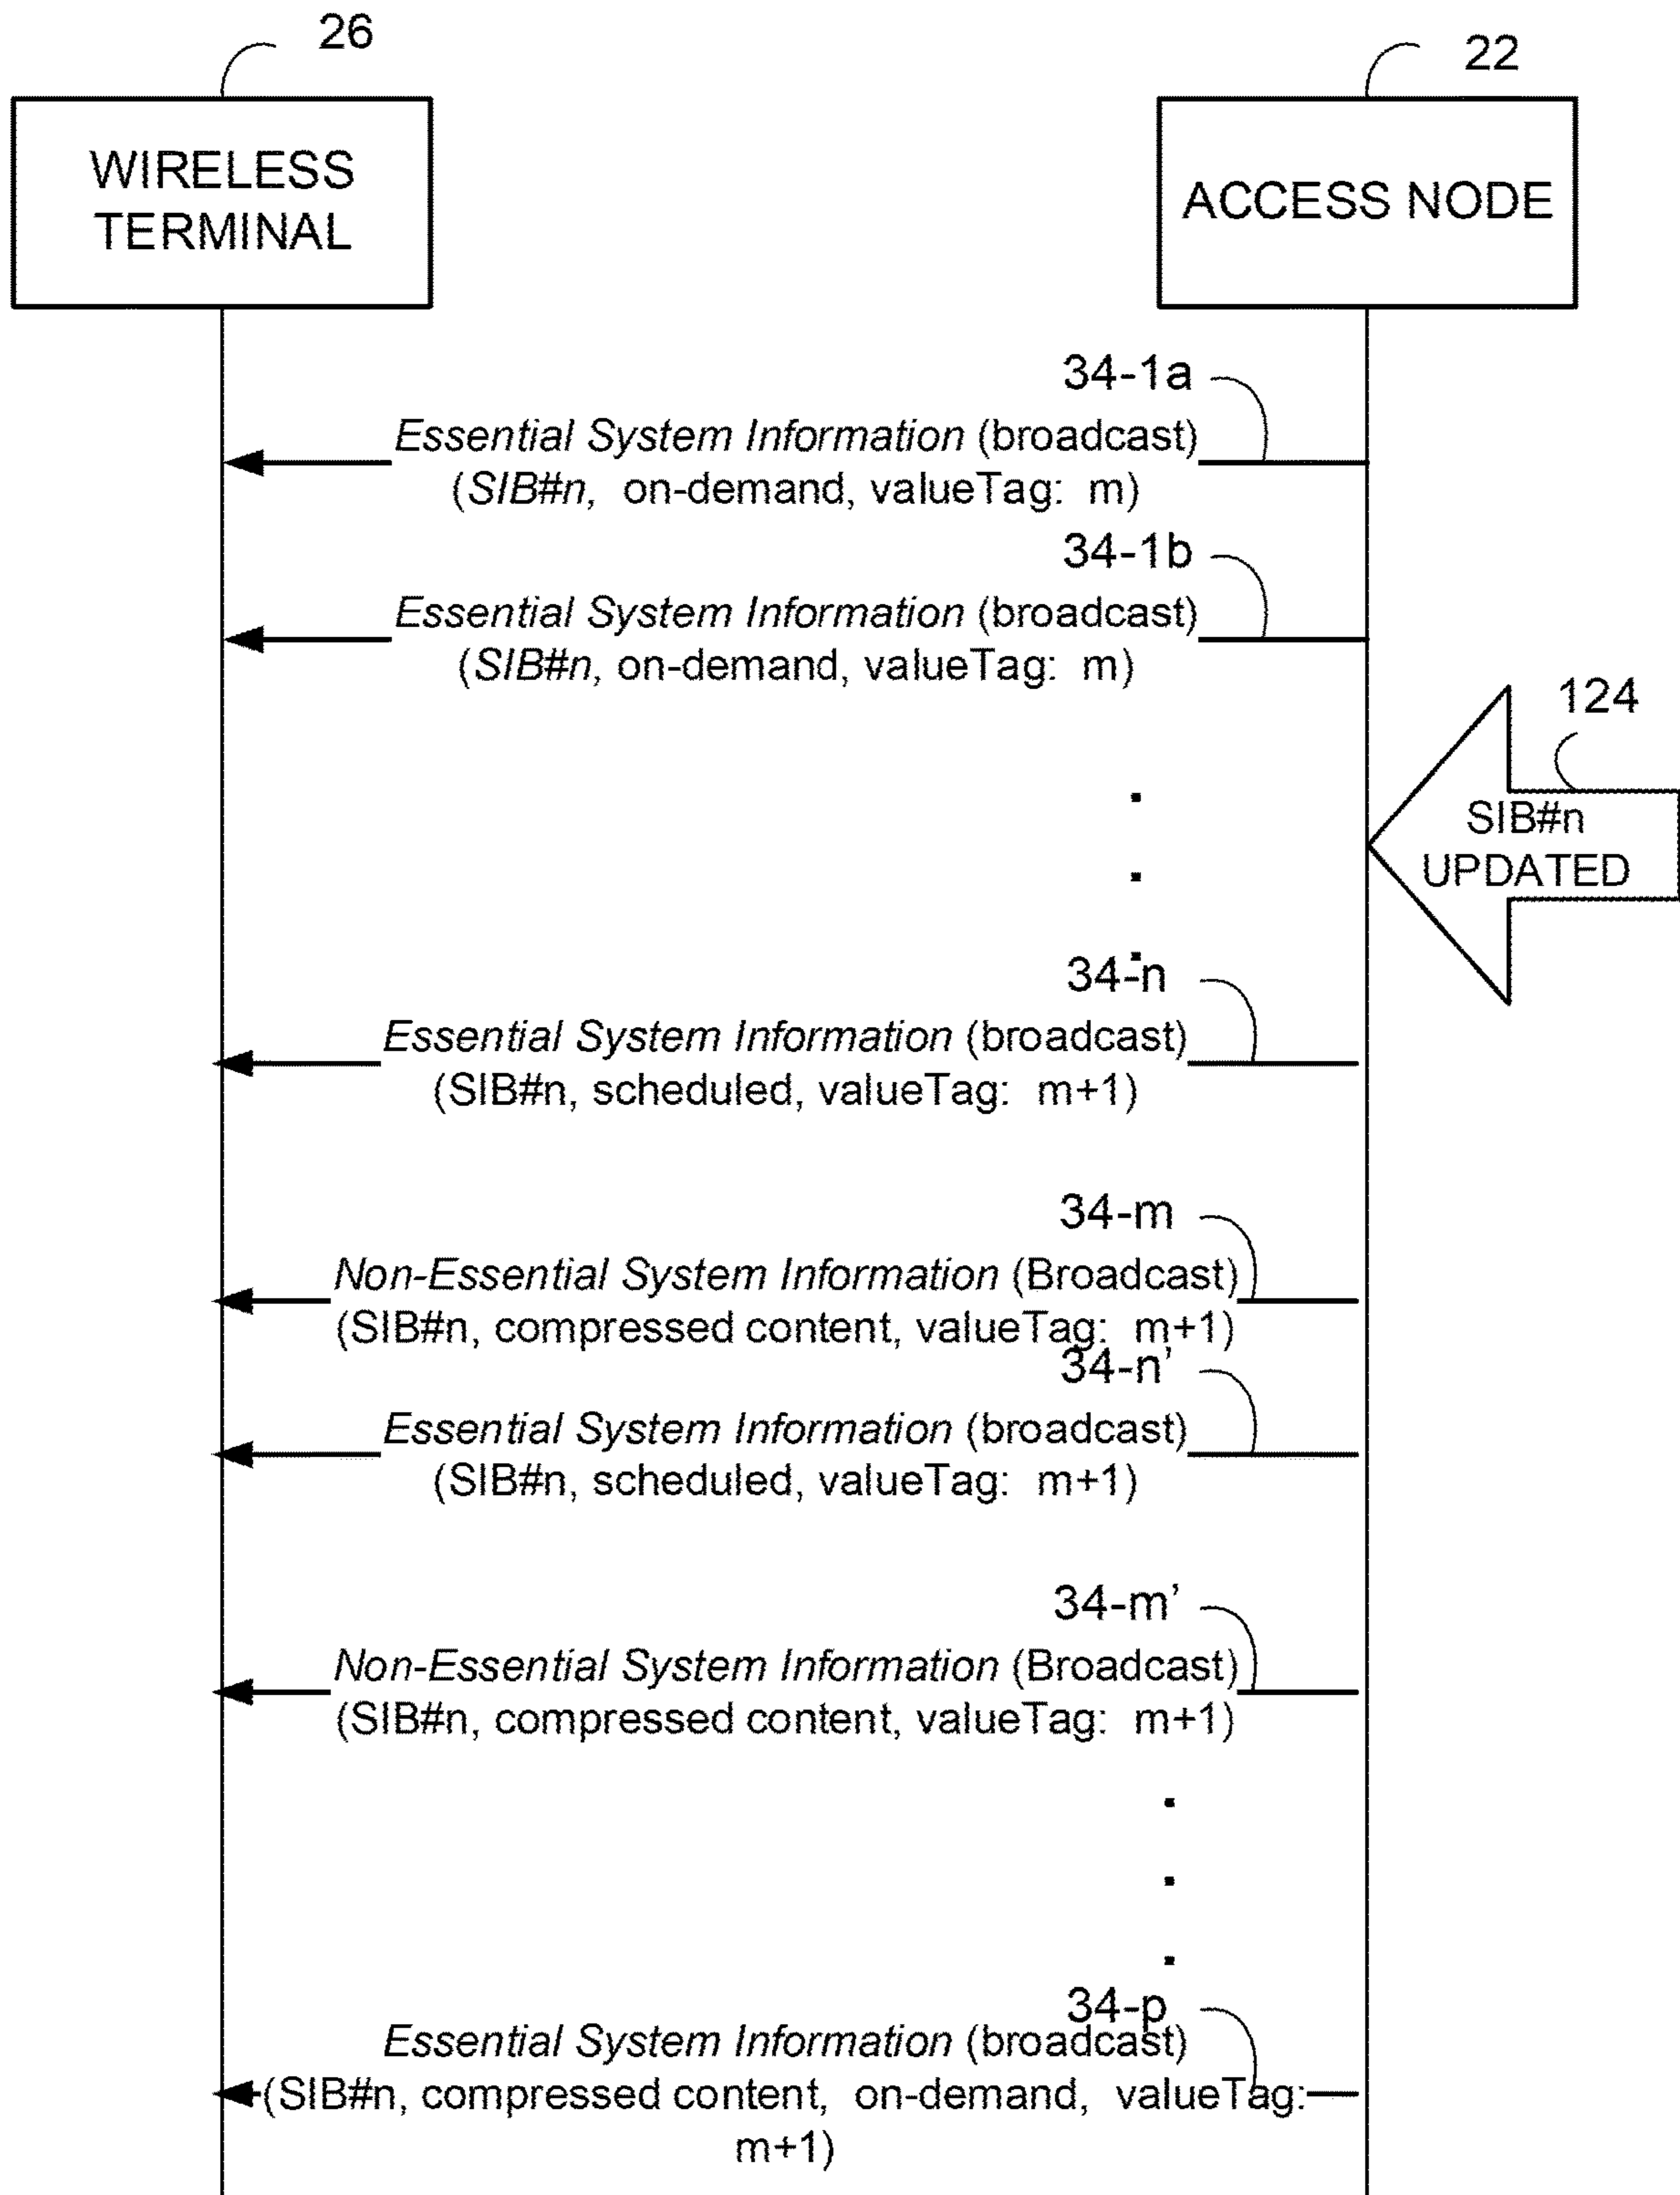 26
22
WIRELESS
TERMINAL
ACCESS NODE
34-1a
Essential System Information (broadcast)
(SIB#n, on-demand, valueTag: m)
34-1b
Essential System Information (broadcast)
(SIB#n, on-demand, valueTag: m)
124
SIB#n
UPDATED
34-n
Essential System Information (broadcast)
(SIB#n, scheduled, valueTag: m+1)
34-m
Non-Essential System Information (Broadcast)
(SIB#n, compressed content, valueTag: m+1)
34-n’
Essential System Information (broadcast)
(SIB#n, scheduled, valueTag: m+1)
34-m’
Non-Essential System Information (Broadcast)
(SIB#n, compressed content, valueTag: m+1)
34-p
Essential System Information (broadcast)
(SIB#n, compressed content, on-demand, valueTag:
m+1)